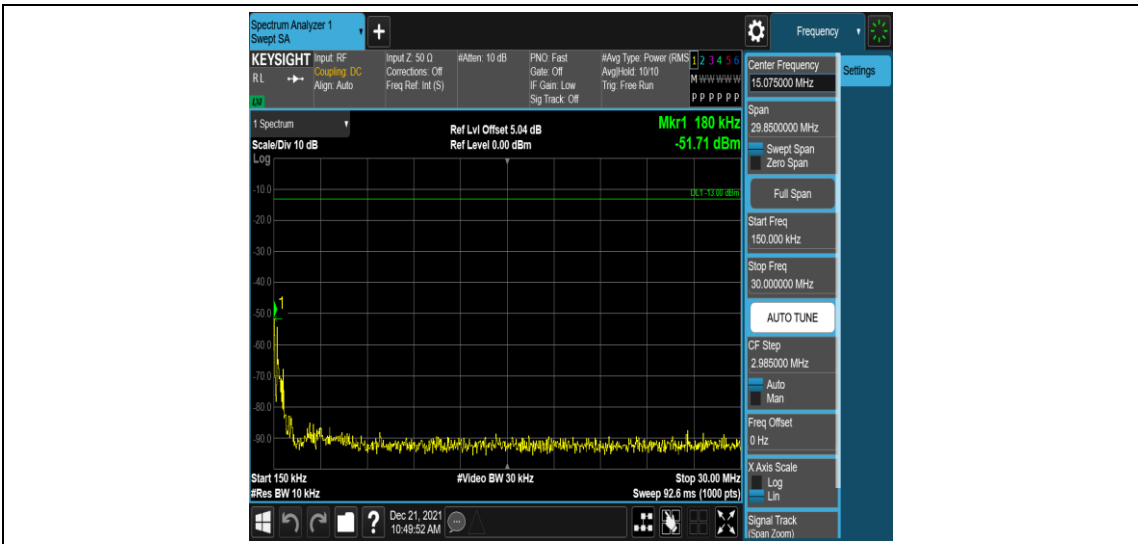 Spectrum Analyzer 1
Swept SA
+
Frequency
KEYSIGHT
RL
Input: RF
Coupling: DC
Align: Auto
Input Z: 50 Ω
Corrections: Off
Freq Ref: Int (S)
#Atten: 10 dB
PNO: Fast
Gate: Off
IF Gain: Low
Sig Track: Off
#Avg Type: Power (RMS
Avg|Hold: 10/10
Trig: Free Run
1 2 3 4 5 6
M W W W W W
P P P P P P
1 Spectrum
Scale/Div 10 dB
Log
Ref Lvl Offset 5.04 dB
Ref Level 0.00 dBm
Mkr1 180 kHz
-51.71 dBm
DL1 -13.00 dBm
-10.0
-20.0
-30.0
-40.0
-50.0
-60.0
-70.0
-80.0
-90.0
1
Start 150 kHz
#Res BW 10 kHz
#Video BW 30 kHz
Stop 30.00 MHz
Sweep 92.6 ms (1000 pts)
?
Dec 21, 2021
10:49:52 AM
Center Frequency
15.075000 MHz
Settings
Span
29.8500000 MHz
Swept Span
Zero Span
Full Span
Start Freq
150.000 kHz
Stop Freq
30.000000 MHz
AUTO TUNE
CF Step
2.985000 MHz
Auto
Man
Freq Offset
0 Hz
X Axis Scale
Log
Lin
Signal Track
(Span Zoom)